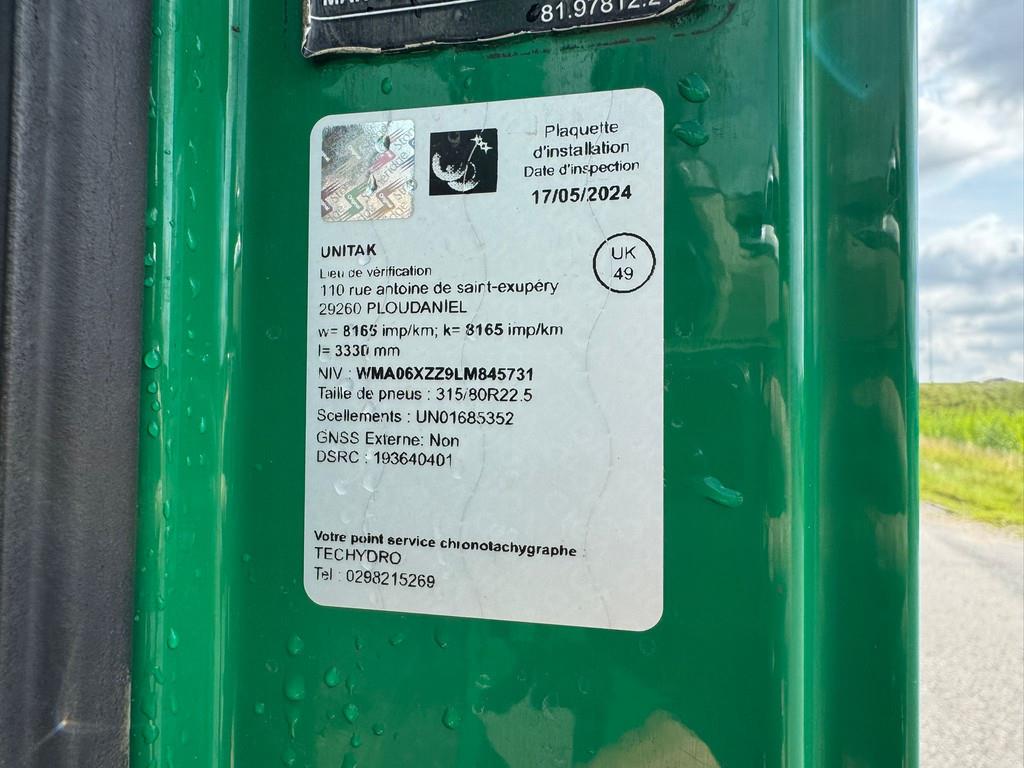 81.97812.2
Plaquette
d'installation
Date d'inspection
17/05/2024
UNITAK
UK
49
Lieu de vérification
110 rue antoine de saint-exupéry
29260 PLOUDANIEL
w= 8165 imp/km; k= 8165 imp/km
l= 3330 mm
NIV : WMA06XZZ9LM845731
Taille de pneus : 315/80R22.5
Scellements : UN01685352
GNSS Externe: Non
DSRC : 193640401
Votre point service chronotachygraphe :
TECHYDRO
Tel : 0298215269